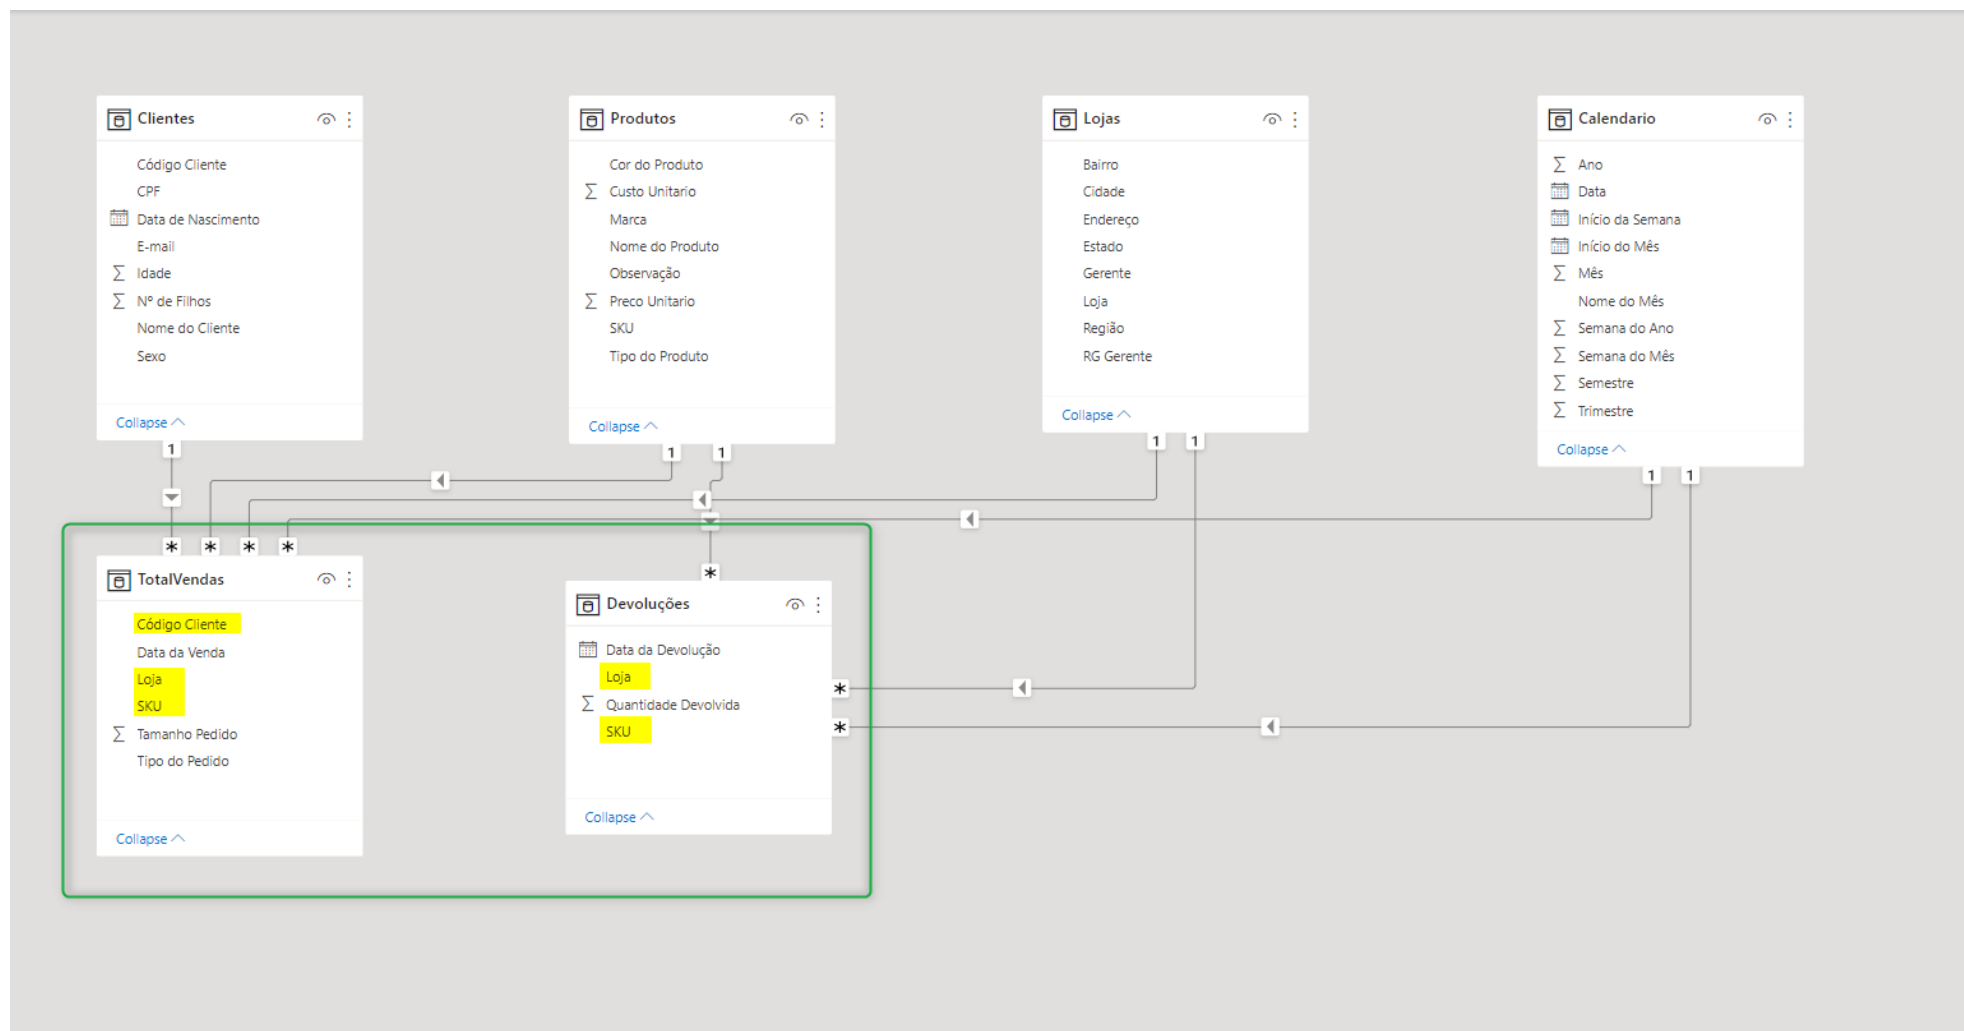 Clientes
Código Cliente
CPF
Data de Nascimento
E-mail
Idade
Nº de Filhos
Nome do Cliente
Sexo
Collapse
1
Produtos
Cor do Produto
Custo Unitario
Marca
Nome do Produto
Observação
Preco Unitario
SKU
Tipo do Produto
Collapse
1 1
Lojas
Bairro
Cidade
Endereço
Estado
Gerente
Loja
Região
RG Gerente
Collapse
1 1
Calendario
Ano
Data
Início da Semana
Início do Mês
Mês
Nome do Mês
Semana do Ano
Semana do Mês
Semestre
Trimestre
Collapse
1 1
* * * *
TotalVendas
Código Cliente
Data da Venda
Loja
SKU
Tamanho Pedido
Tipo do Pedido
Collapse
*
Devoluções
Data da Devolução
Loja
Quantidade Devolvida
SKU
Collapse
*
*